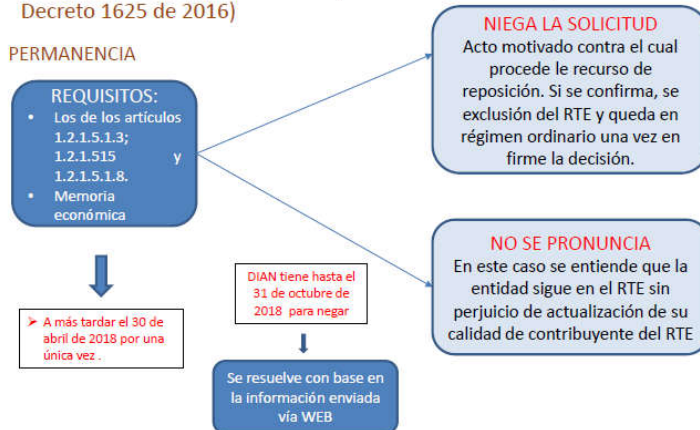 Decreto 1625 de 2016)
PERMANENCIA
REQUISITOS:
• Los de los artículos
1.2.1.5.1.3;
1.2.1.515 y
1.2.1.5.1.8.
• Memoria
económica
➢ A más tardar el 30 de
abril de 2018 por una
única vez .
DIAN tiene hasta el
31 de octubre de
2018 para negar
Se resuelve con base en
la información enviada
vía WEB
NIEGA LA SOLICITUD
Acto motivado contra el cual
procede le recurso de
reposición. Si se confirma, se
exclusión del RTE y queda en
régimen ordinario una vez en
firme la decisión.
NO SE PRONUNCIA
En este caso se entiende que la
entidad sigue en el RTE sin
perjuicio de actualización de su
calidad de contribuyente del RTE